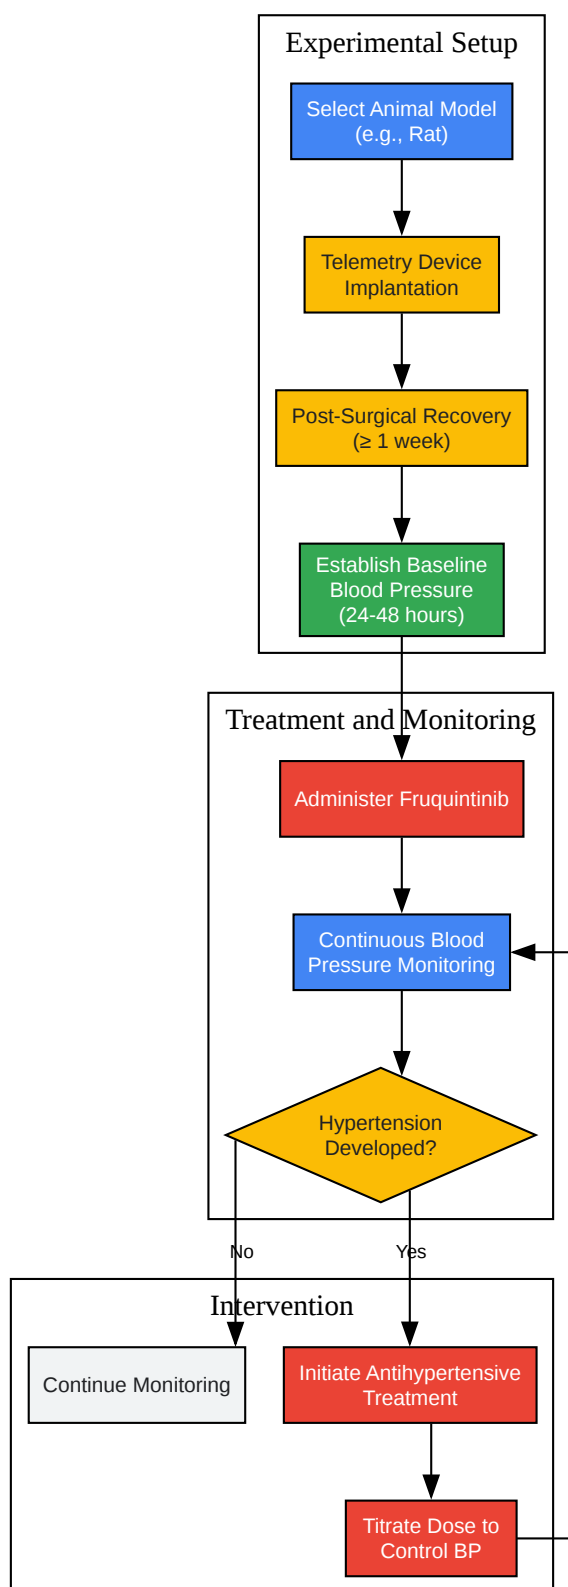 Experimental Setup
Select Animal Model
(e.g., Rat)
Telemetry Device
Implantation
Post-Surgical Recovery
(≥ 1 week)
Establish Baseline
Blood Pressure
(24-48 hours)
Treatment and Monitoring
Administer Fruquintinib
Continuous Blood
Pressure Monitoring
Hypertension
Developed?
No
Yes
Intervention
Continue Monitoring
Initiate Antihypertensive
Treatment
Titrate Dose to
Control BP